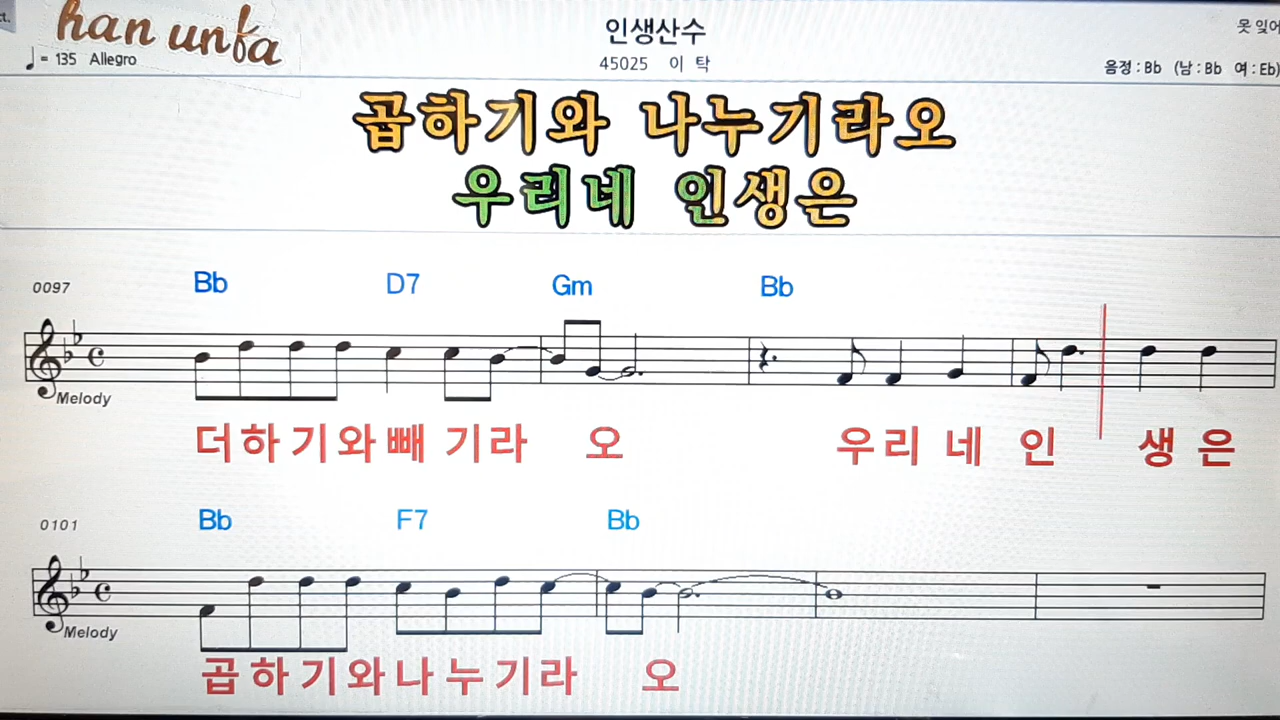 ct.
han unfa
인생산수
못 잊어
♩= 135 Allegro
45025 이 탁
음정 : Bb (남 : Bb 여 : Eb)
곱하기와 나누기라오
우리네 인생은
0097
Bb D7 Gm Bb
Melody
더하기와빼 기라 오 우리 네 인 생 은
0101
Bb F7 Bb
Melody
곱하기와나누기라 오